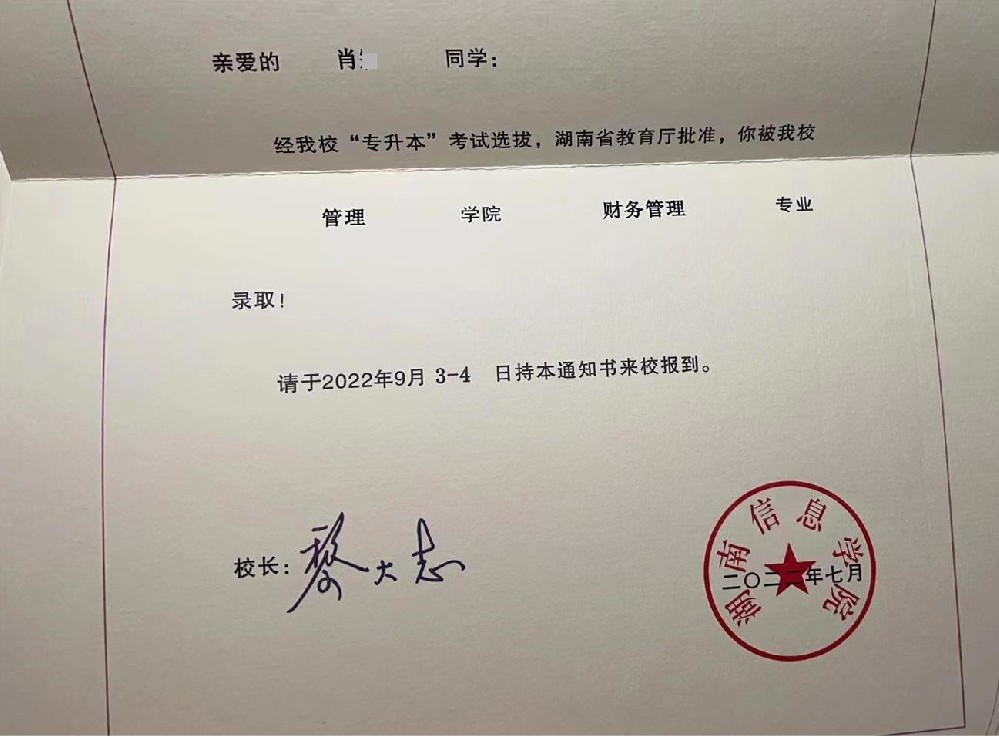 亲爱的 肖 同学：
经我校“专升本”考试选拔，湖南省教育厅批准，你被我校
管理 学院 财务管理 专业
录取！
请于2022年9月 3-4 日持本通知书来校报到。
校长：黎大志
湖南信息学院
二〇二二年七月